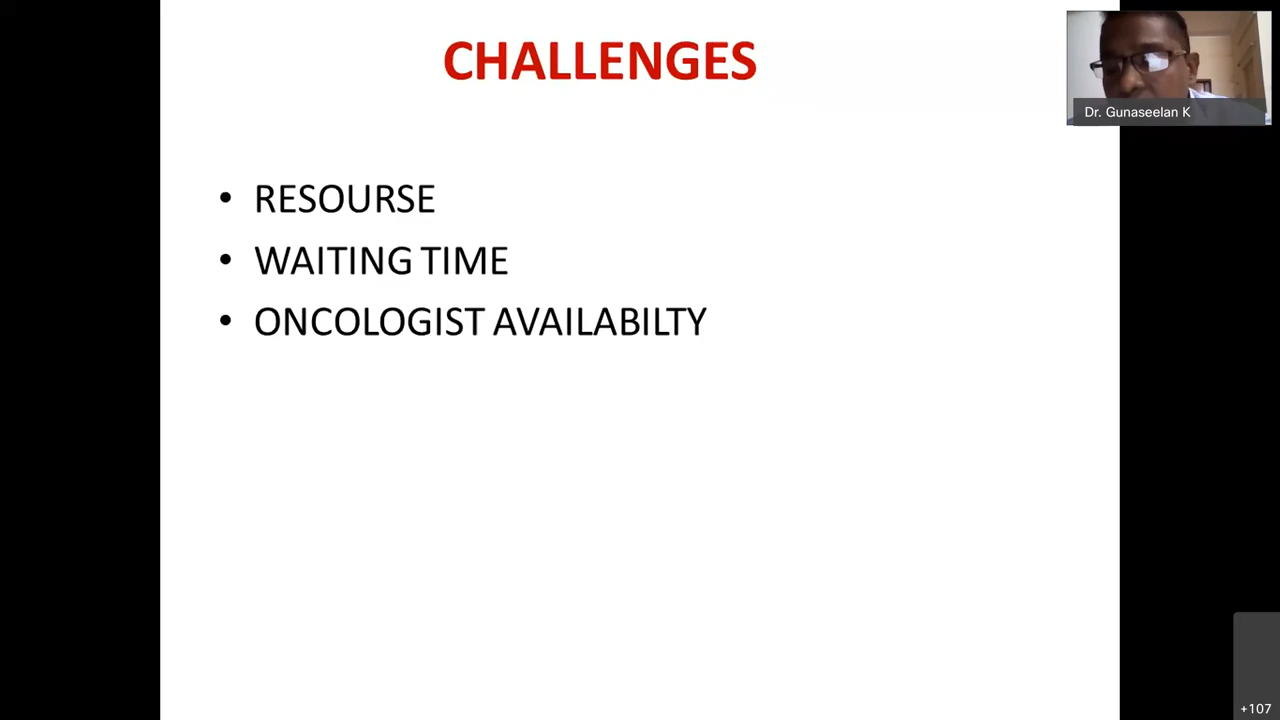 CHALLENGES
Dr. Gunaseelan K
• RESOURSE
• WAITING TIME
• ONCOLOGIST AVAILABILTY
+107